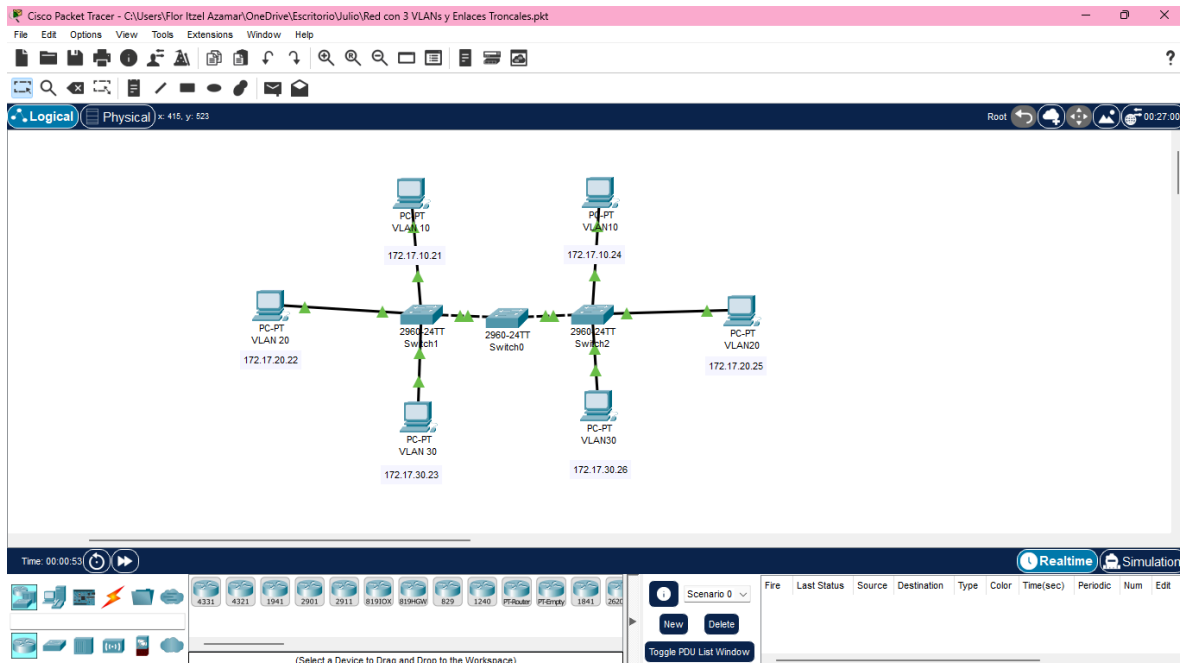 Cisco Packet Tracer - C:\Users\Flor Itzel Azamar\OneDrive\Escritorio\Julio\Red con 3 VLANs y Enlaces Troncales.pkt
File Edit Options View Tools Extensions Window Help
?
Logical Physical x: 415, y: 523 Root 00:27:00
PC-PT PC-PT
VLAN 10 VLAN10
172.17.10.21 172.17.10.24
PC-PT
VLAN 20
172.17.20.22
2960-24TT
Switch1
2960-24TT
Switch0
2960-24TT
Switch2
PC-PT
VLAN20
172.17.20.25
PC-PT
VLAN 30
172.17.30.23
PC-PT
VLAN30
172.17.30.26
Time: 00:00:53 Realtime Simulation
4331 4321 1941 2901 2911 819IOX 819HGW 829 1240 PT-Router PT-Empty 1841 2620
(Select a Device to Drag and Drop to the Workspace)
Scenario 0
New Delete
Toggle PDU List Window
Fire Last Status Source Destination Type Color Time(sec) Periodic Num Edit